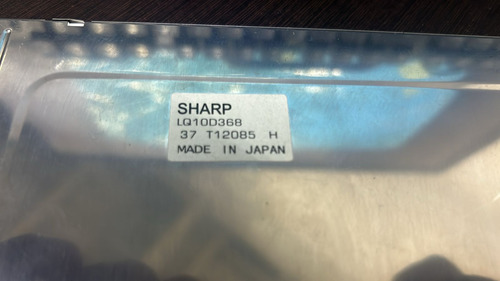 SHARP
LQ10D368
37 T12085 H
MADE IN JAPAN